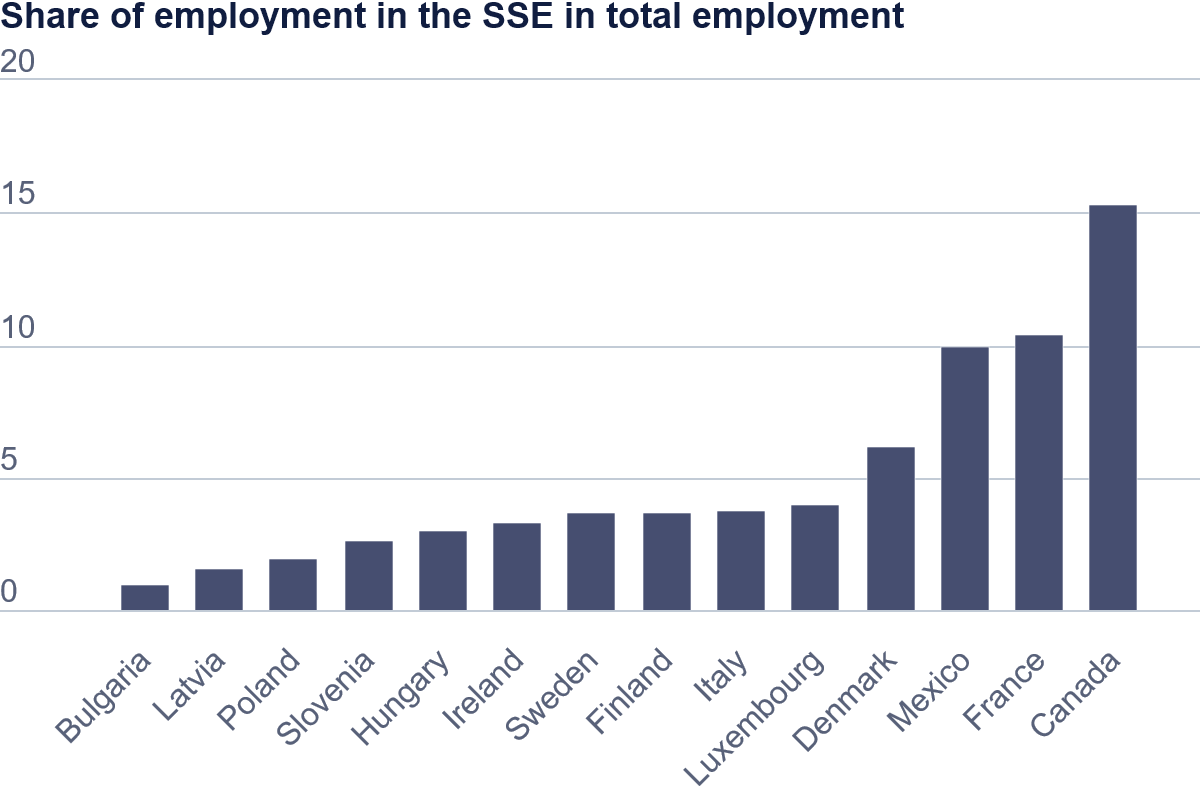 Share of employment in the SSE in total employment
20
15
10
5
0
Bulgaria
Latvia
Poland
Slovenia
Hungary
Ireland
Sweden
Finland
Italy
Luxembourg
Denmark
Mexico
France
Canada